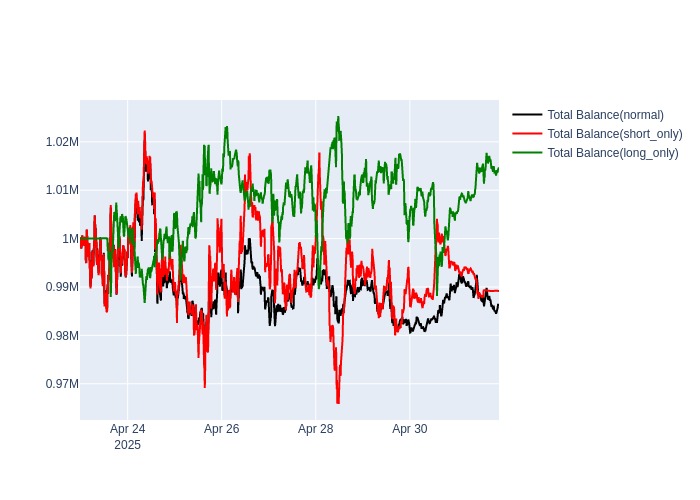 Total Balance(normal)
Total Balance(short_only)
Total Balance(long_only)
1.02M
1.01M
1M
0.99M
0.98M
0.97M
Apr 24
2025
Apr 26
Apr 28
Apr 30